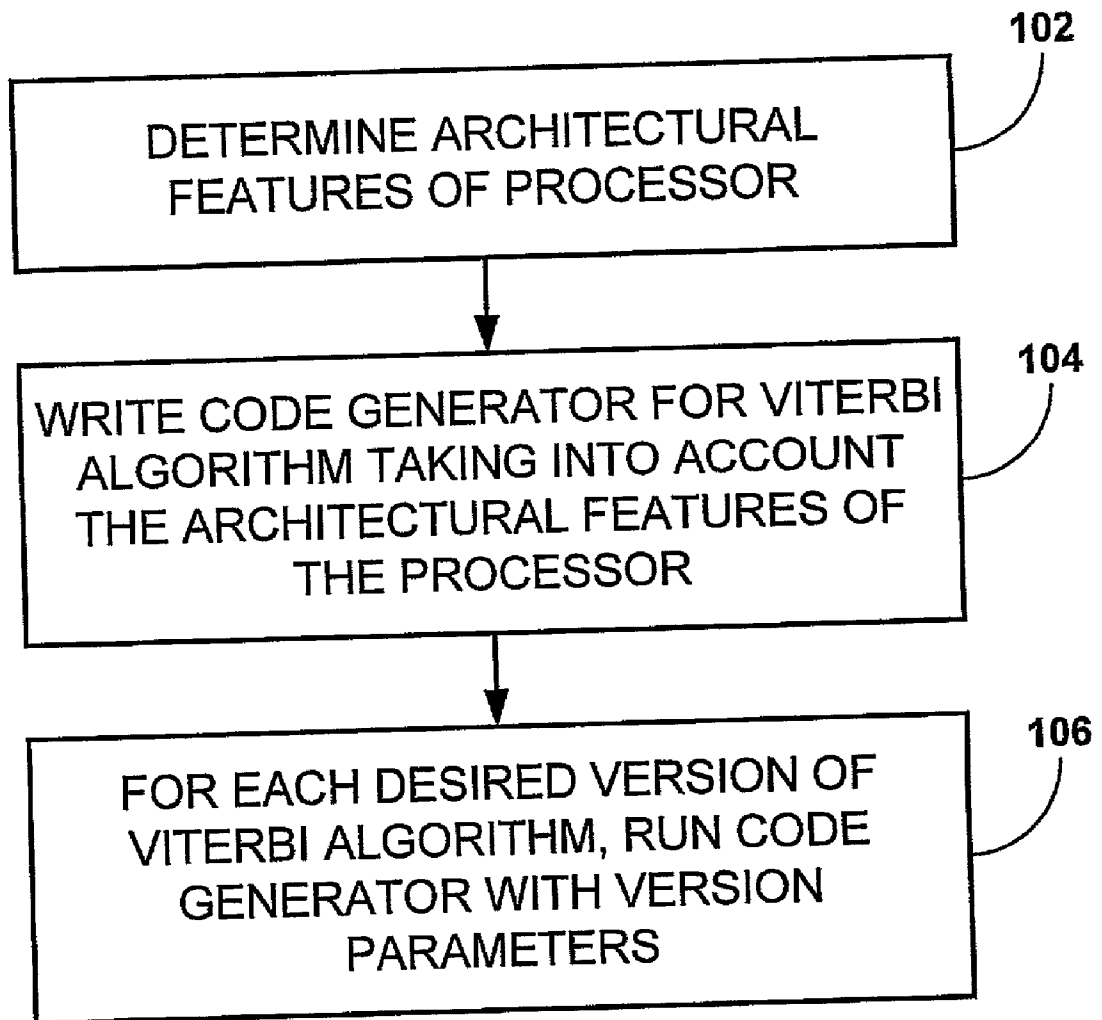 102
DETERMINE ARCHITECTURAL
FEATURES OF PROCESSOR
104
WRITE CODE GENERATOR FOR VITERBI
ALGORITHM TAKING INTO ACCOUNT
THE ARCHITECTURAL FEATURES OF
THE PROCESSOR
106
FOR EACH DESIRED VERSION OF
VITERBI ALGORITHM, RUN CODE
GENERATOR WITH VERSION
PARAMETERS